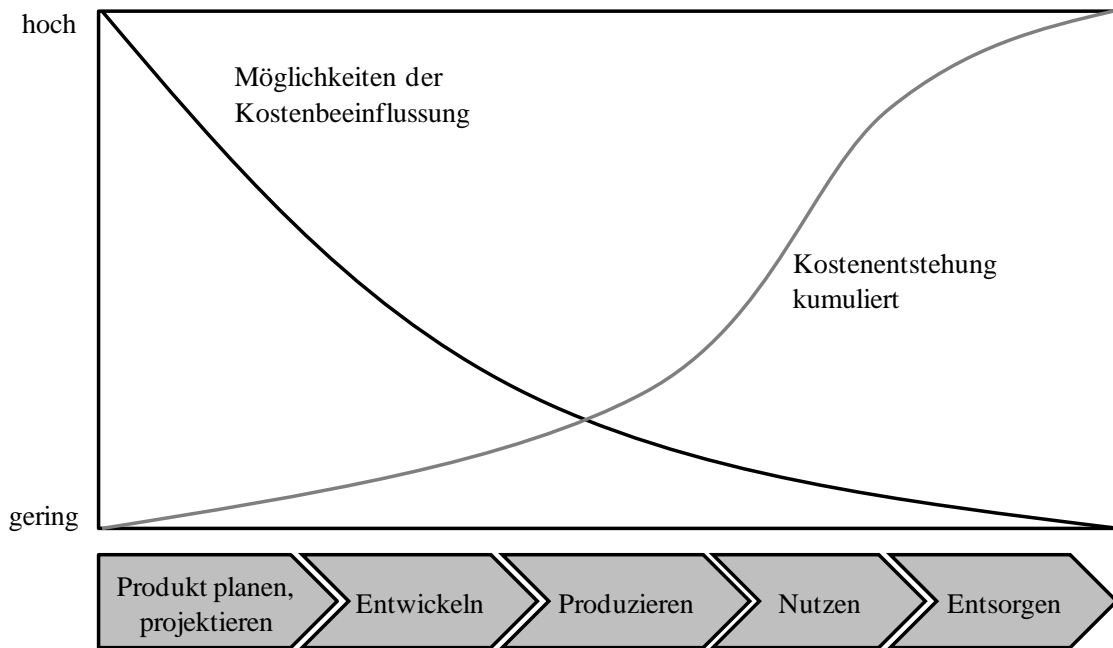 hoch
Möglichkeiten der
Kostenbeeinflussung
Kostenentstehung
kumuliert
gering
Produkt planen,
projektieren
Entwickeln
Produzieren
Nutzen
Entsorgen